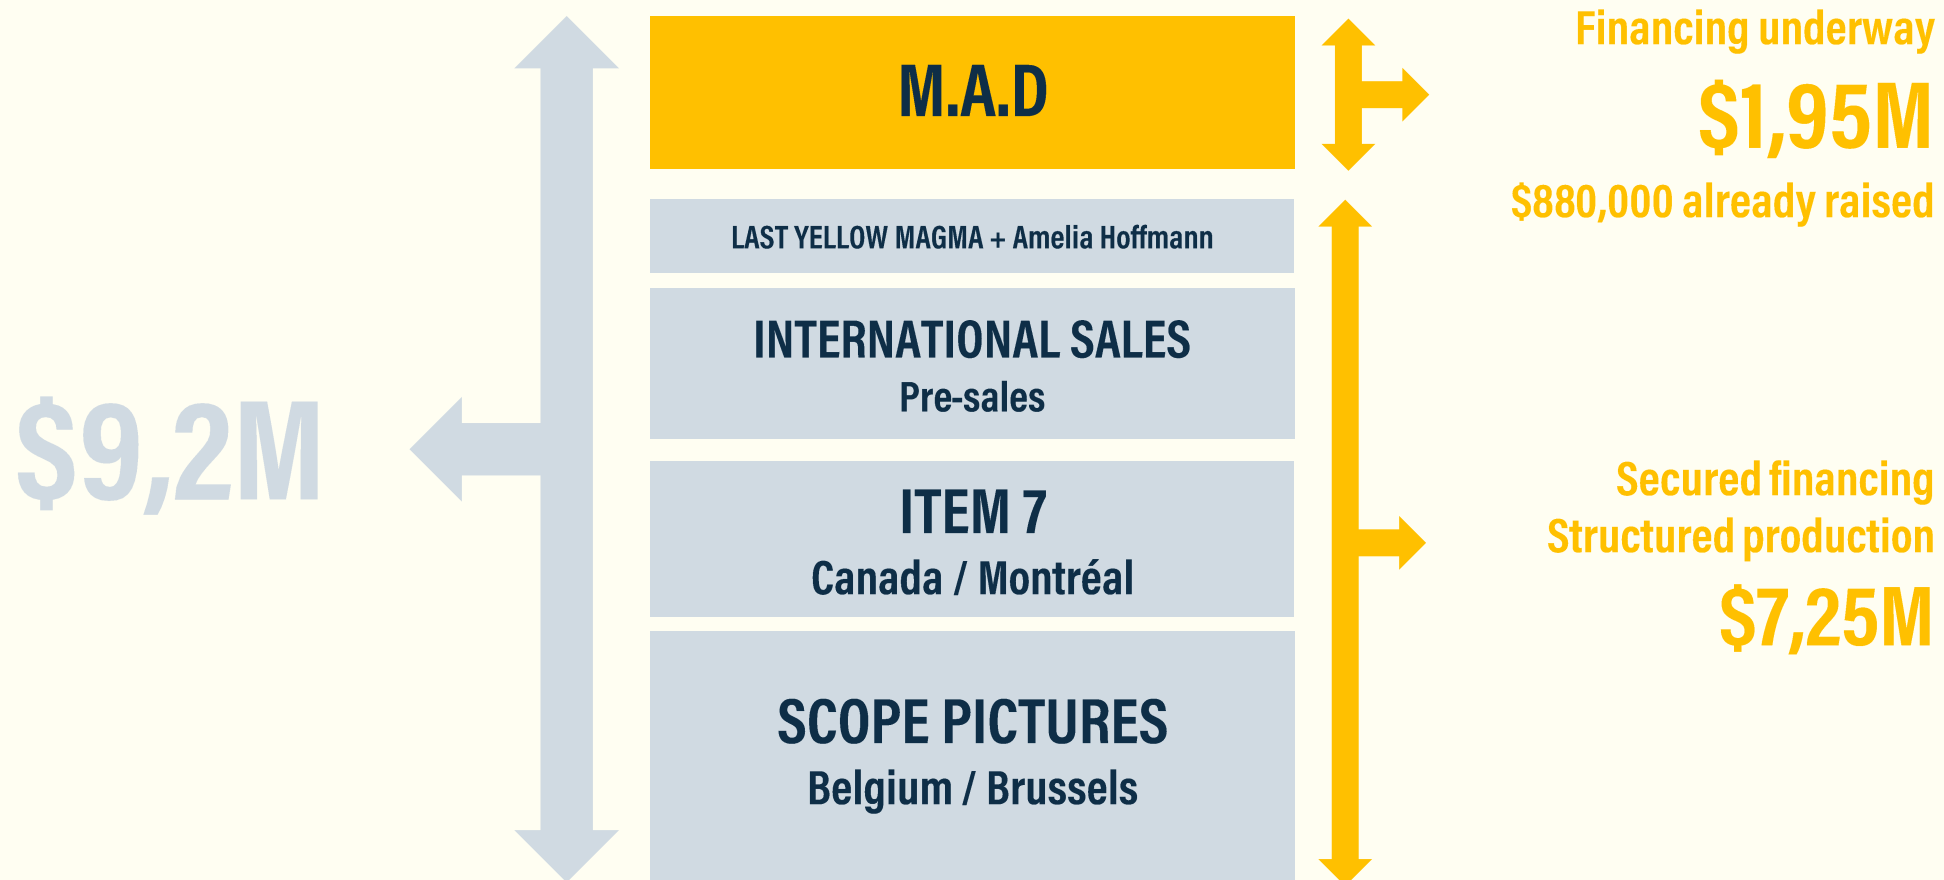 M.A.D
Financing underway
$1,95M
$880,000 already raised
LAST YELLOW MAGMA + Amelia Hoffmann
INTERNATIONAL SALES
Pre-sales
$9,2M
ITEM 7
Canada / Montréal
Secured financing
Structured production
$7,25M
SCOPE PICTURES
Belgium / Brussels